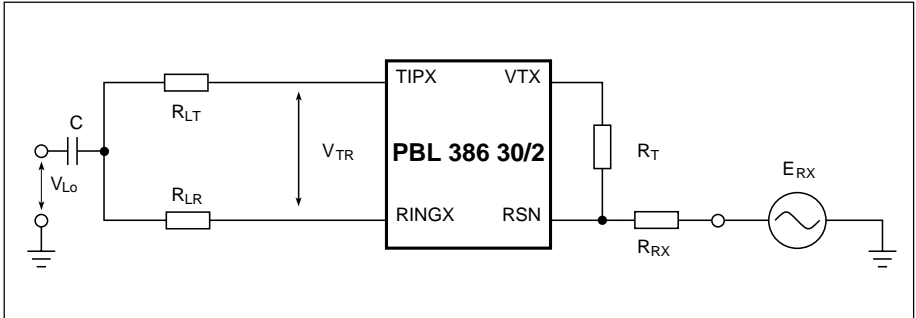 TIPX VTX
R_LT
C
V_TR
PBL 386 30/2
R_T
E_RX
V_Lo
R_LR
RINGX RSN
R_RX